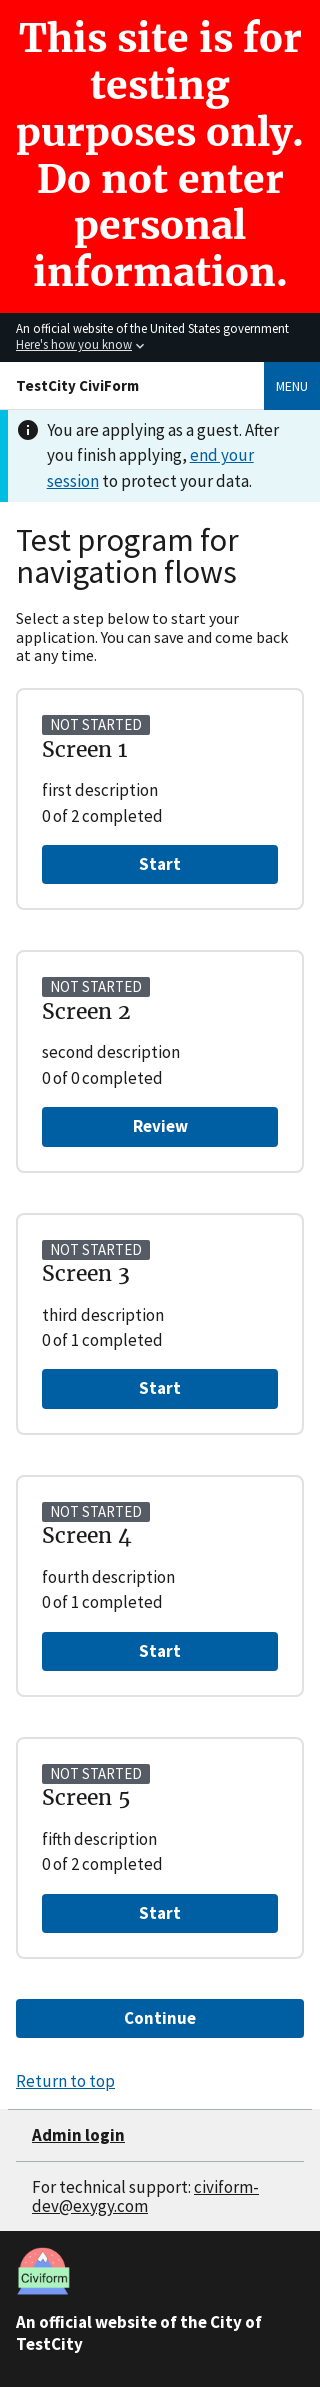 This site is for
testing
purposes only.
Do not enter
personal
information.
An official website of the United States government
Here's how you know
TestCity CiviForm
MENU
You are applying as a guest. After
you finish applying, end your
session to protect your data.
Test program for
navigation flows
Select a step below to start your
application. You can save and come back
at any time.
NOT STARTED
Screen 1
first description
0 of 2 completed
Start
NOT STARTED
Screen 2
second description
0 of 0 completed
Review
NOT STARTED
Screen 3
third description
0 of 1 completed
Start
NOT STARTED
Screen 4
fourth description
0 of 1 completed
Start
NOT STARTED
Screen 5
fifth description
0 of 2 completed
Start
Continue
Return to top
Admin login
For technical support: civiform-
dev@exygy.com
Civiform
An official website of the City of
TestCity